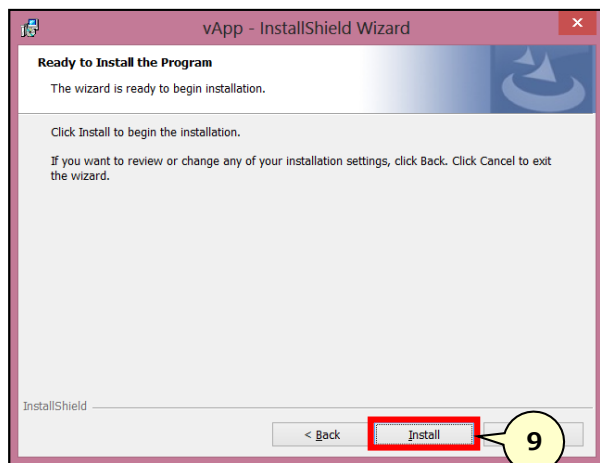 vApp - InstallShield Wizard
Ready to Install the Program
The wizard is ready to begin installation.
Click Install to begin the installation.
If you want to review or change any of your installation settings, click Back. Click Cancel to exit
the wizard.
InstallShield
< Back Install 9